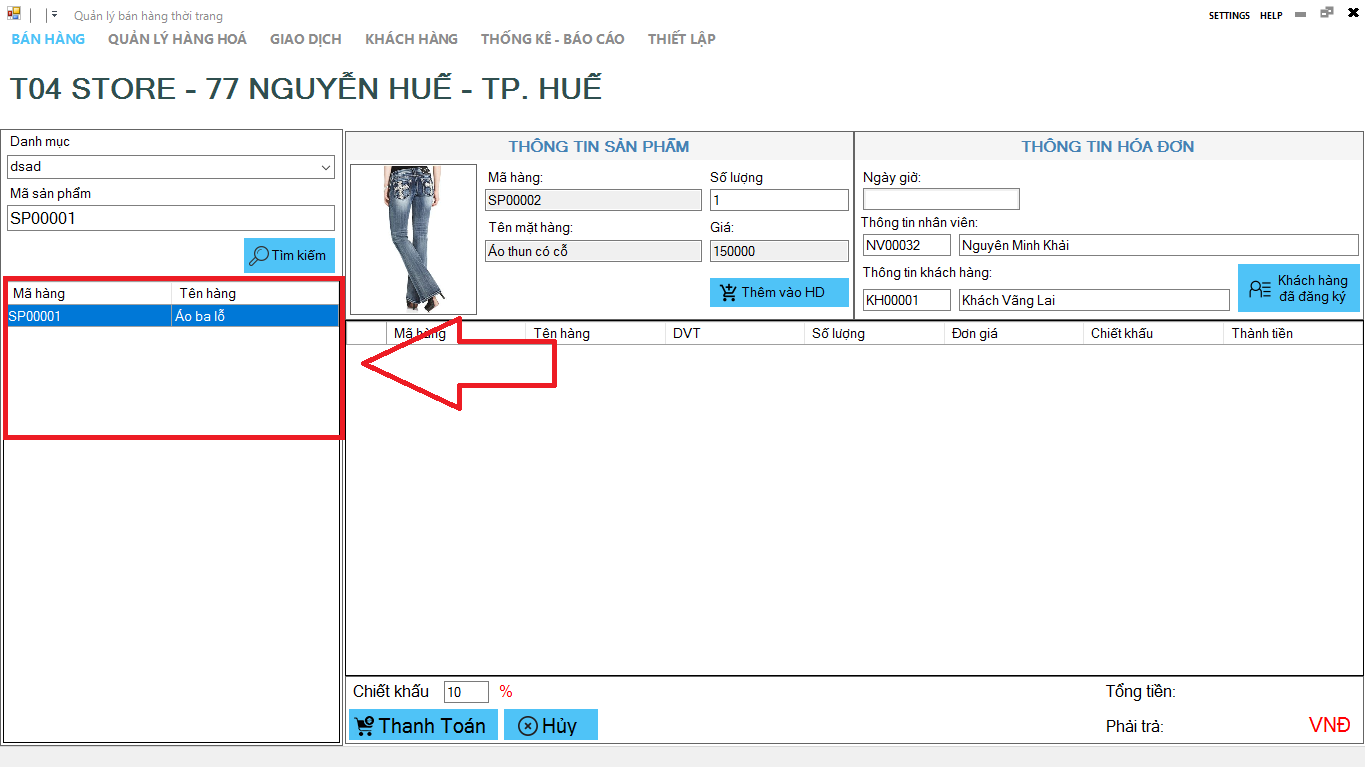 Quản lý bán hàng thời trang
SETTINGS HELP
BÁN HÀNG QUẢN LÝ HÀNG HOÁ GIAO DỊCH KHÁCH HÀNG THỐNG KÊ - BÁO CÁO THIẾT LẬP
T04 STORE - 77 NGUYỄN HUẾ - TP. HUẾ
Danh mục
dsad
Mã sản phẩm
SP00001
Tìm kiếm
Mã hàng Tên hàng
SP00001 Áo ba lỗ
THÔNG TIN SẢN PHẨM
Mã hàng: Số lượng
SP00002 1
Tên mặt hàng: Giá:
Áo thun có cỗ 150000
Thêm vào HD
THÔNG TIN HÓA ĐƠN
Ngày giờ:
Thông tin nhân viên:
NV00032 Nguyên Minh Khải
Thông tin khách hàng:
KH00001 Khách Vãng Lai
Khách hàng
đã đăng ký
Mã hàng Tên hàng DVT Số lượng Đơn giá Chiết khấu Thành tiền
Chiết khấu 10 %
Thanh Toán Hủy
Tổng tiền:
Phải trả: VNĐ